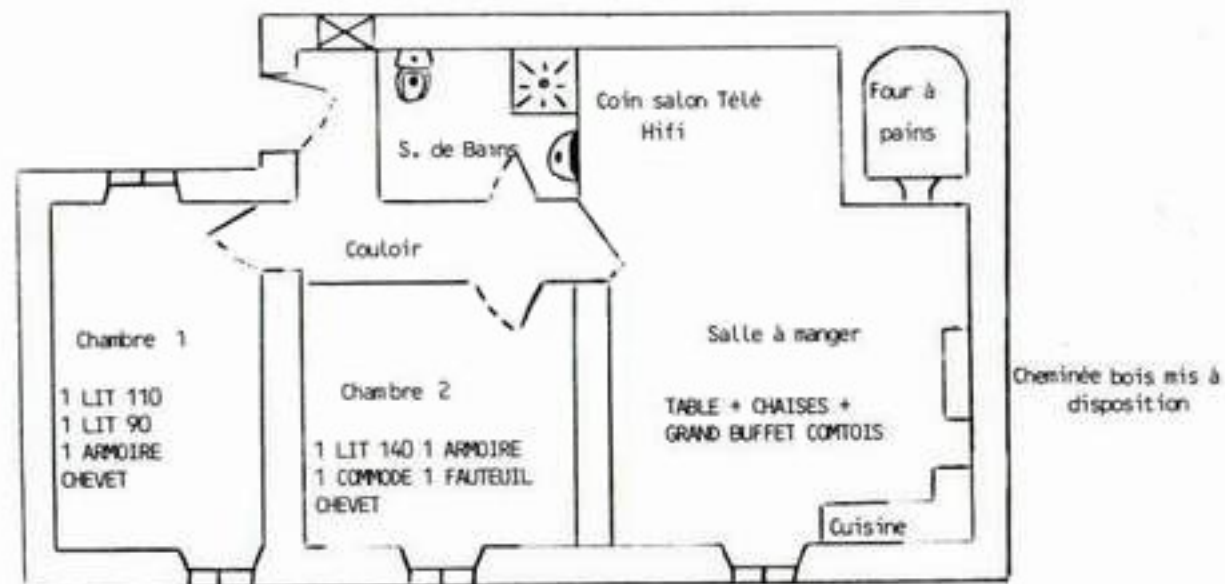 Coin salon Télé
Hifi
Four à
pains
S. de Bains
Couloir
Chambre 1
1 LIT 110
1 LIT 90
1 ARMOIRE
CHEVET
Chambre 2
1 LIT 140 1 ARMOIRE
1 COMMODE 1 FAUTEUIL
CHEVET
Salle à manger
TABLE + CHAISES +
GRAND BUFFET COMTOIS
Cheminée bois mis à
disposition
Cuisine